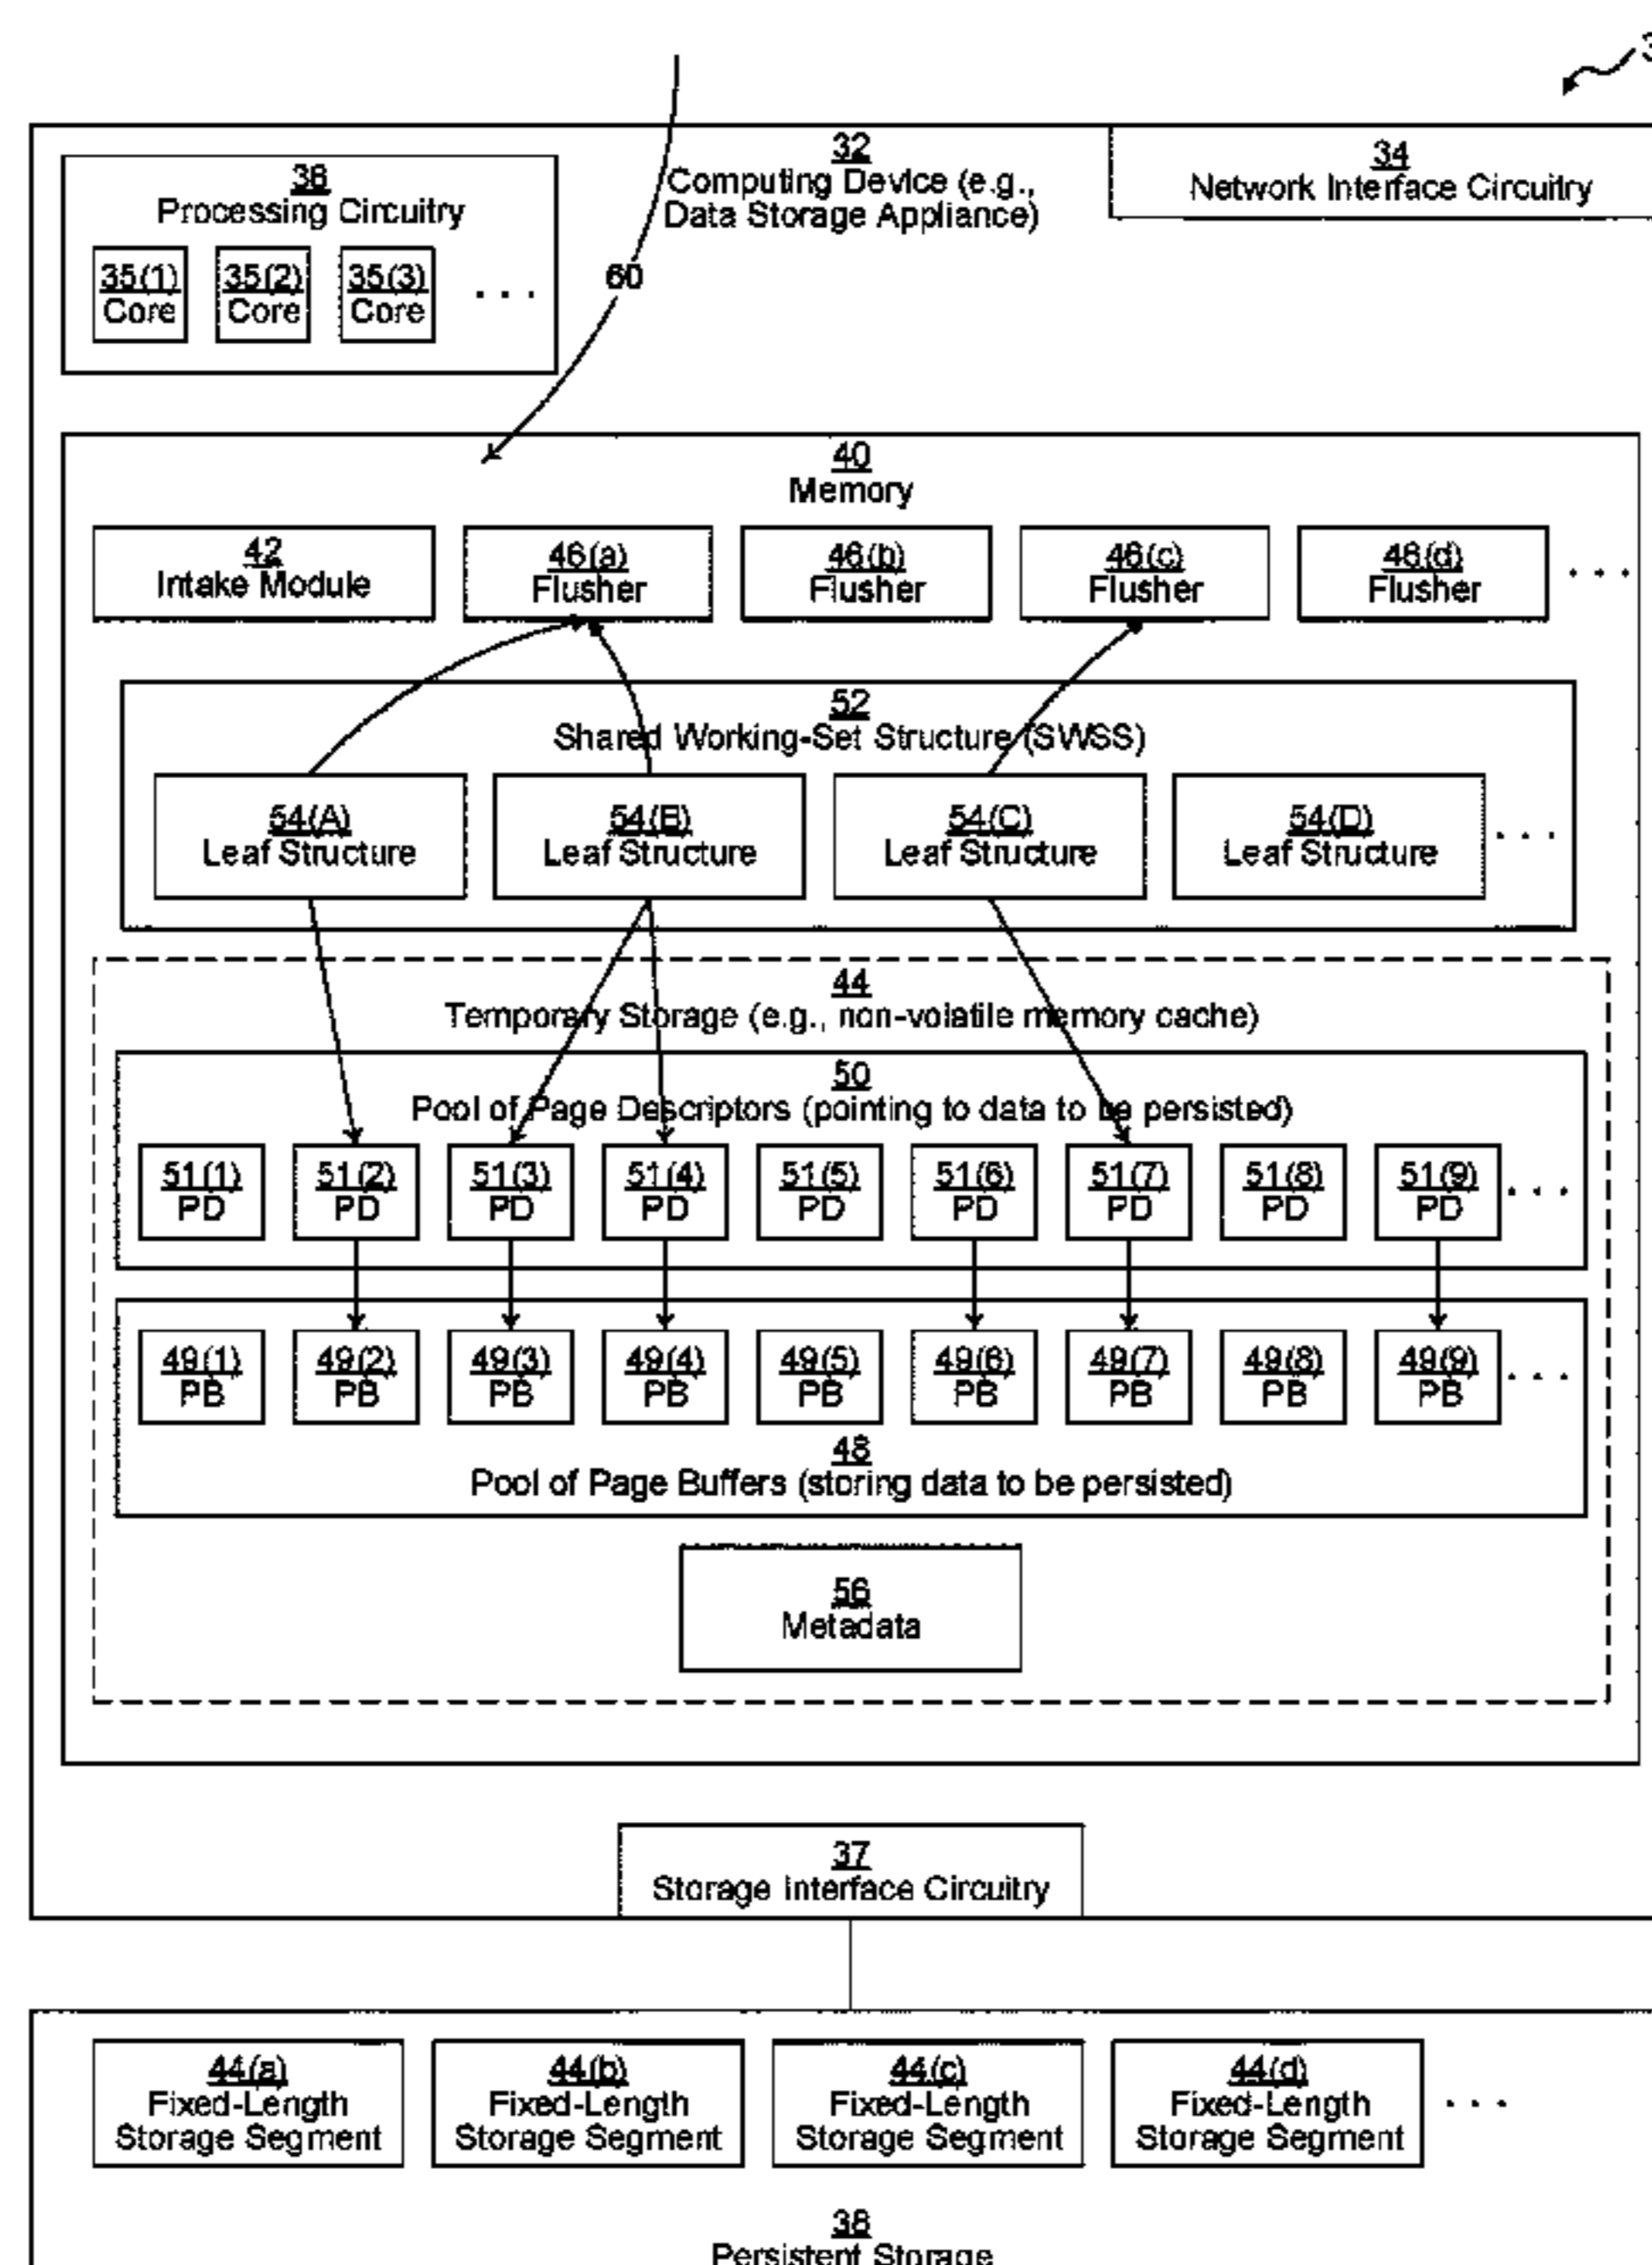 3
32
Computing Device (e.g.,
Data Storage Appliance)
34
Network Interface Circuitry
36
Processing Circuitry
35(1)
Core
35(2)
Core
35(3)
Core
. . .
60
40
Memory
42
Intake Module
46(a)
Flusher
46(b)
Flusher
46(c)
Flusher
46(d)
Flusher
. . .
52
Shared Working-Set Structure (SWSS)
54(A)
Leaf Structure
54(B)
Leaf Structure
54(C)
Leaf Structure
54(D)
Leaf Structure
. . .
44
Temporary Storage (e.g., non-volatile memory cache)
50
Pool of Page Descriptors (pointing to data to be persisted)
51(1)
PD
51(2)
PD
51(3)
PD
51(4)
PD
51(5)
PD
51(6)
PD
51(7)
PD
51(8)
PD
51(9)
PD
. . .
49(1)
PB
49(2)
PB
49(3)
PB
49(4)
PB
49(5)
PB
49(6)
PB
49(7)
PB
49(8)
PB
49(9)
PB
. . .
48
Pool of Page Buffers (storing data to be persisted)
56
Metadata
37
Storage Interface Circuitry
44(a)
Fixed-Length
Storage Segment
44(b)
Fixed-Length
Storage Segment
44(c)
Fixed-Length
Storage Segment
44(d)
Fixed-Length
Storage Segment
. . .
38
Persistent Storage